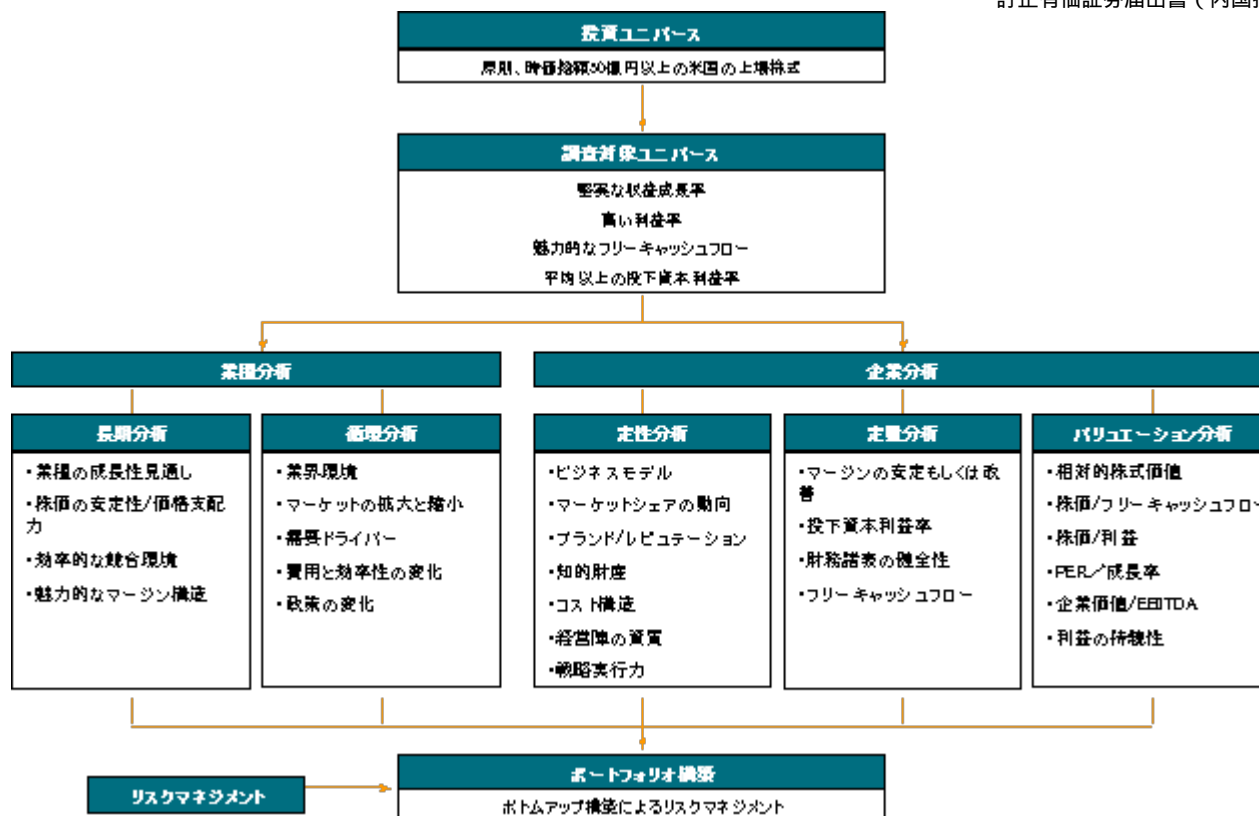 訂正有価証券届出書(内国投
投資ユニバース
原則、時価総額50億円以上の米国の上場株式
調査対象ユニバース
堅実な収益成長率
高い利益率
魅力的なフリーキャッシュフロー
平均以上の投下資本利益率
業種分析
企業分析
長期分析
・業種の成長性見通し
・株価の安定性/価格支配
力
・効率的な競合環境
・魅力的なマージン構造
循環分析
・業界環境
・マーケットの拡大と縮小
・需要ドライバー
・費用と効率性の変化
・政策の変化
定性分析
・ビジネスモデル
・マーケットシェアの動向
・ブランド/レピュテーション
・知的財産
・コスト構造
・経営陣の資質
・戦略実行力
定量分析
・マージンの安定もしくは改
善
・投下資本利益率
・財務諸表の健全性
・フリーキャッシュフロー
バリュエーション分析
・相対的株式価値
・株価/フリーキャッシュフロー
・株価/利益
・PER/成長率
・企業価値/EBITDA
・利益の持続性
リスクマネジメント
ポートフォリオ構築
ボトムアップ構築によるリスクマネジメント